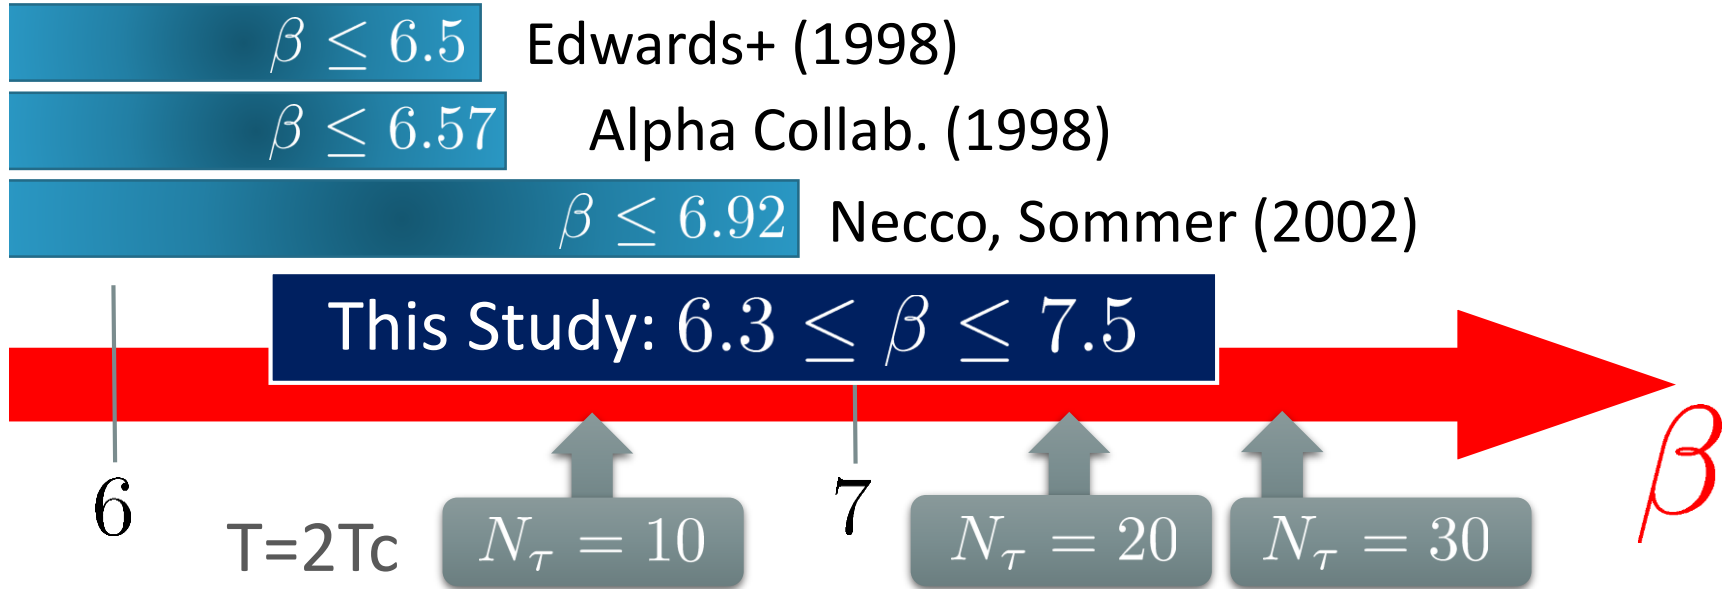 β ≤ 6.5 Edwards+ (1998)
β ≤ 6.57 Alpha Collab. (1998)
β ≤ 6.92 Necco, Sommer (2002)
This Study: 6.3 ≤ β ≤ 7.5
β
6 7
T=2Tc N_τ = 10 N_τ = 20 N_τ = 30